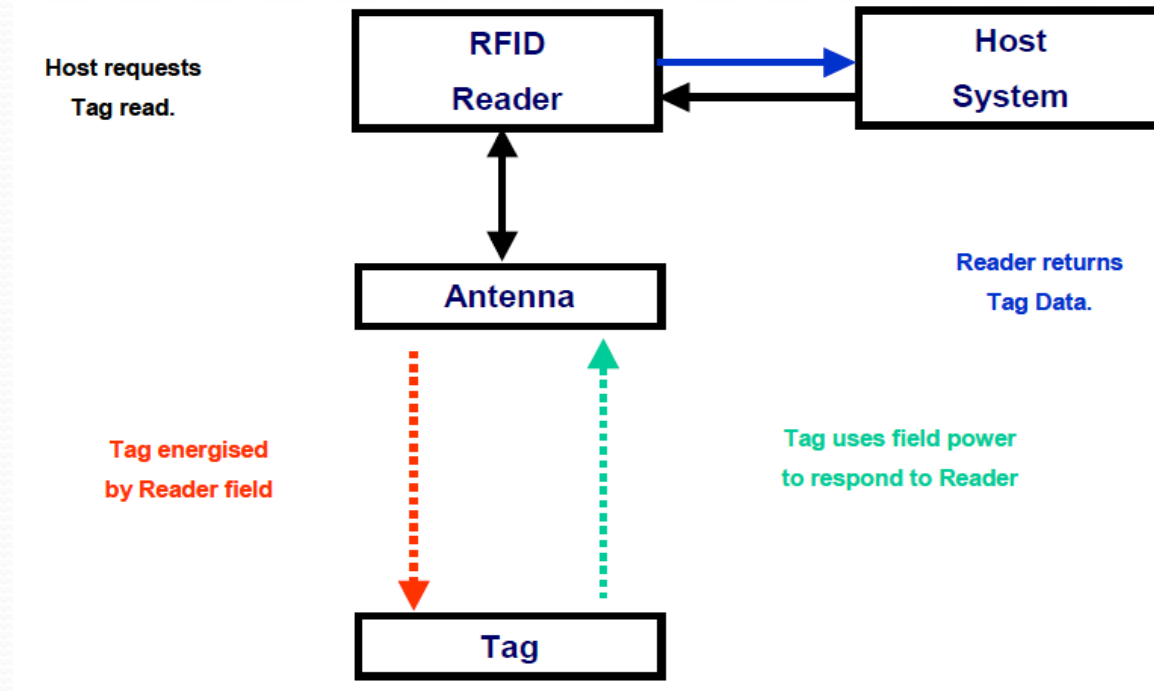 RFID
Reader
Host
System
Host requests
Tag read.
Antenna
Reader returns
Tag Data.
Tag energised
by Reader field
Tag uses field power
to respond to Reader
Tag